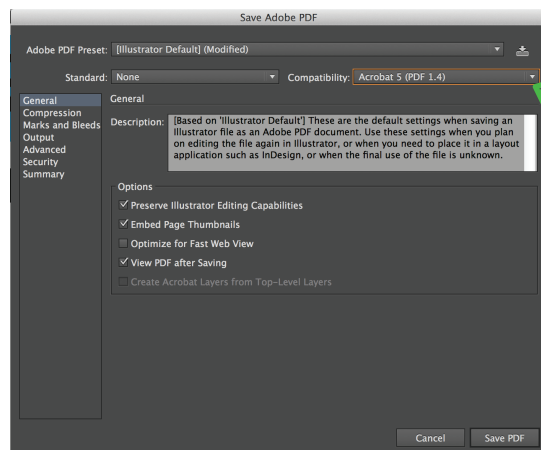 Save Adobe PDF
Adobe PDF Preset: [Illustrator Default] (Modified)
Standard: None Compatibility: Acrobat 5 (PDF 1.4)
General
Compression
Marks and Bleeds
Output
Advanced
Security
Summary
General
Description: [Based on 'Illustrator Default'] These are the default settings when saving an
Illustrator file as an Adobe PDF document. Use these settings when you plan
on editing the file again in Illustrator, or when you need to place it in a layout
application such as InDesign, or when the final use of the file is unknown.
Options
Preserve Illustrator Editing Capabilities
Embed Page Thumbnails
Optimize for Fast Web View
View PDF after Saving
Create Acrobat Layers from Top-Level Layers
Cancel Save PDF